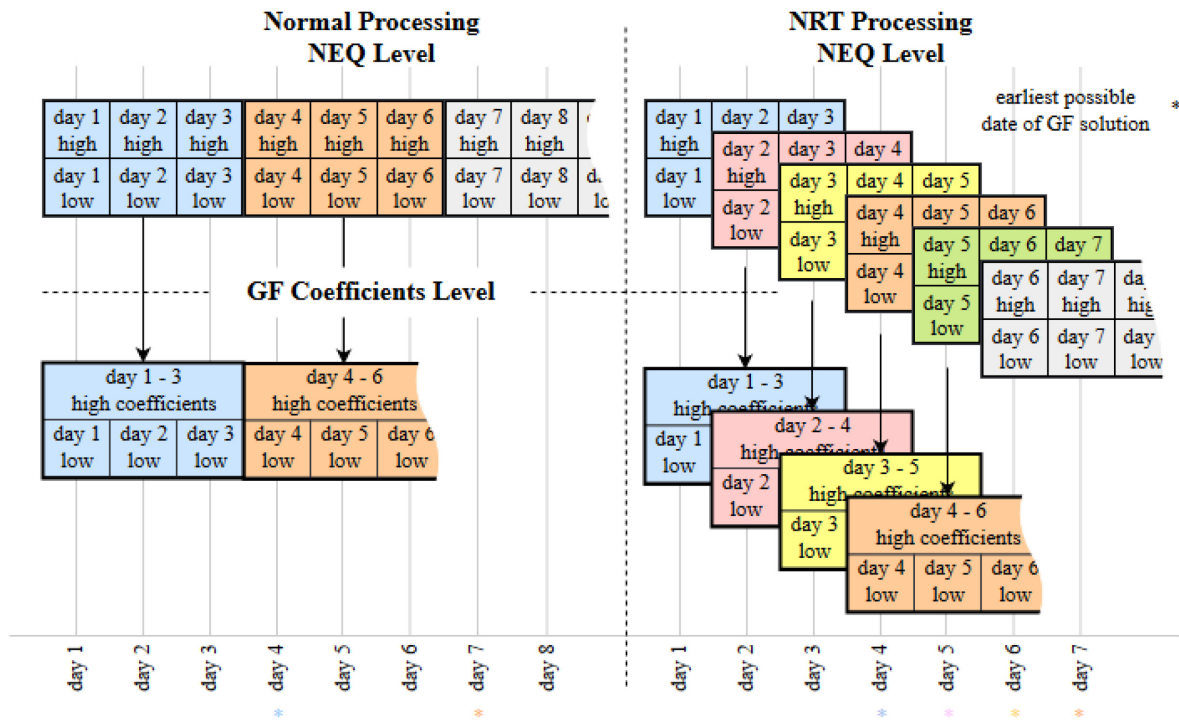 Normal Processing
NEQ Level
day 1 day 2 day 3 day 4 day 5 day 6 day 7 day 8
high high high high high high high high
day 1 day 2 day 3 day 4 day 5 day 6 day 7 day 8
low low low low low low low low
GF Coefficients Level
day 1 - 3
high coefficients
day 4 - 6
high coefficients
day 1 day 2 day 3 day 4 day 5 day 6
low low low low low low
day 1 day 2 day 3 day 4 day 5 day 6 day 7 day 8
* *
NRT Processing
NEQ Level
earliest possible *
date of GF solution
day 1 day 2 day 3
high
day 1
low
day 2 day 3 day 4
high
day 2
low
day 3 day 4 day 5
high
day 3
low
day 4 day 5 day 6
high
day 4
low
day 5 day 6 day 7
high
day 5
low
day 6 day 7
high high
day 6 day 7
low low low
day 1 - 3
high coefficients
day 1
low
day 2 - 4
high coefficient
day 2
low
day 3 - 5
high coefficients
day 3
low
day 4 - 6
high coefficients
day 4 day 5 day 6
low low low
day 1 day 2 day 3 day 4 day 5 day 6 day 7
* * * *